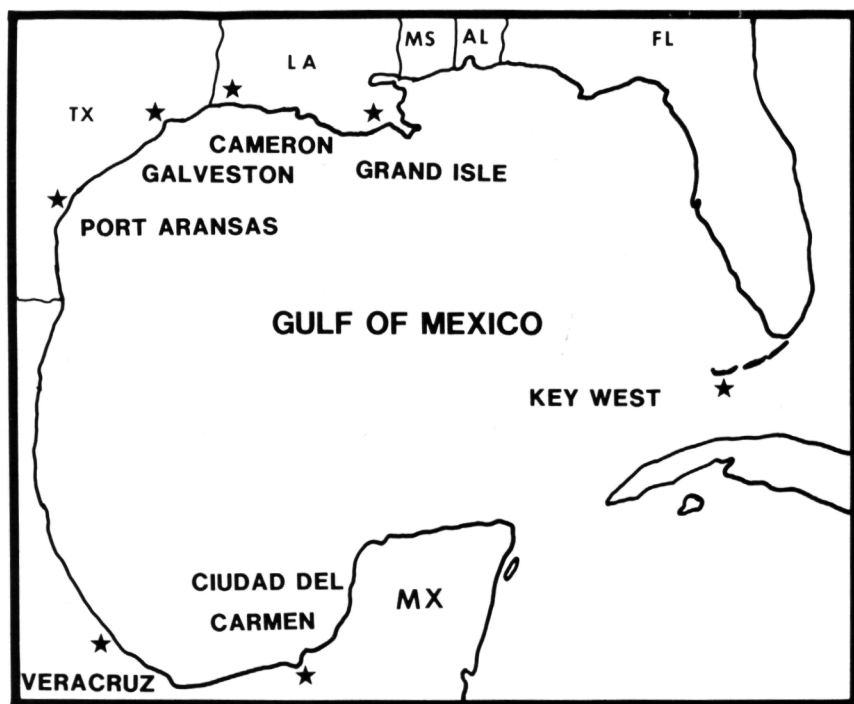 MS
AL
FL
LA
TX
CAMERON
GALVESTON
GRAND ISLE
PORT ARANSAS
GULF OF MEXICO
KEY WEST
CIUDAD DEL
CARMEN
MX
VERACRUZ